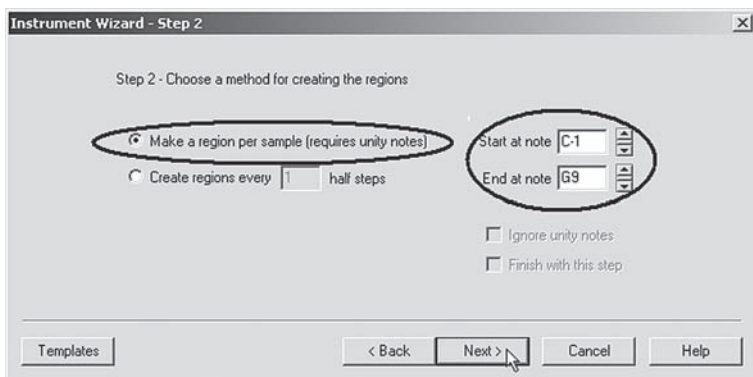 Instrument Wizard - Step 2
Step 2 - Choose a method for creating the regions
Make a region per sample (requires unity notes)
Start at note C-1
Create regions every 1 half steps
End at note G9
Ignore unity notes
Finish with this step
Templates
< Back
Next >
Cancel
Help